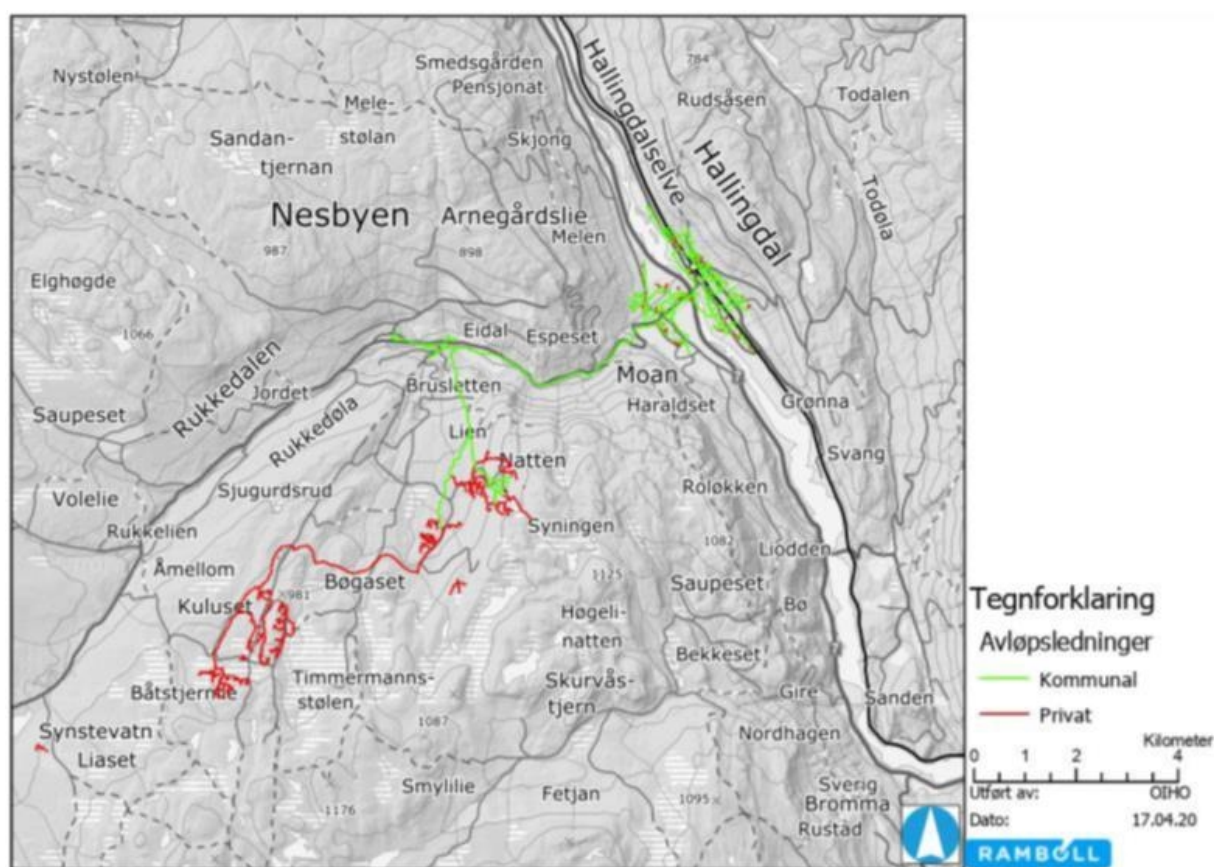 Smedsgården
Pensjonat
784
Nystølen
Mele-
stølan
Rudsåsen
Todalen
Hallingdalselve
Sandan-
tjernan
Skjong
Hallingdal
Todøla
Nesbyen
Arnegårdslie
Melen
987
898
Elghøgde
1066
Eidal
Espeset
Rukkedalen
Jordet
Brusletten
Moan
Haraldset
Grønna
Saupeset
Rukkedøla
Lien
Natten
Svang
Volelie
Sjugurdsrud
Roløkken
Rukkelien
Syningen
1082
Liodden
Åmellom
Bøgaset
1125
Saupeset
Kuluset
981
Høgeli-
natten
Bø
Bekkeset
Båtstjernlie
Timmermanns-
stølen
Skurvås-
tjern
Gire
Sanden
Synstevatn
Liaset
1087
Nordhagen
Smylilie
Fetjan
1176
1095
Sverig
Bromma
Rustad
Tegnforklaring
Avløpsledninger
Kommunal
Privat
Kilometer
0 1 2 4
Utført av: OIHO
Dato: 17.04.20
RAMBOLL